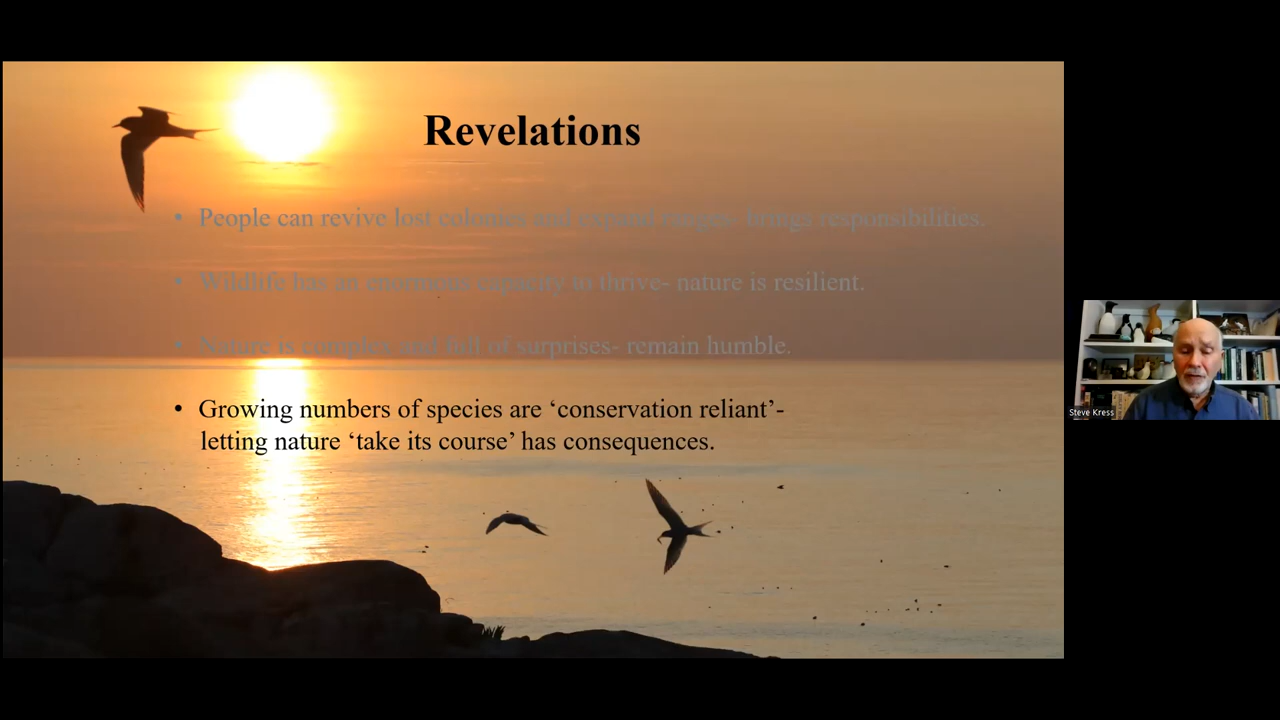 Revelations
• People can revive lost colonies and expand ranges- brings responsibilities.
• Wildlife has an enormous capacity to thrive- nature is resilient.
• Nature is complex and full of surprises- remain humble.
• Growing numbers of species are ‘conservation reliant’-
letting nature ‘take its course’ has consequences.
Steve Kress